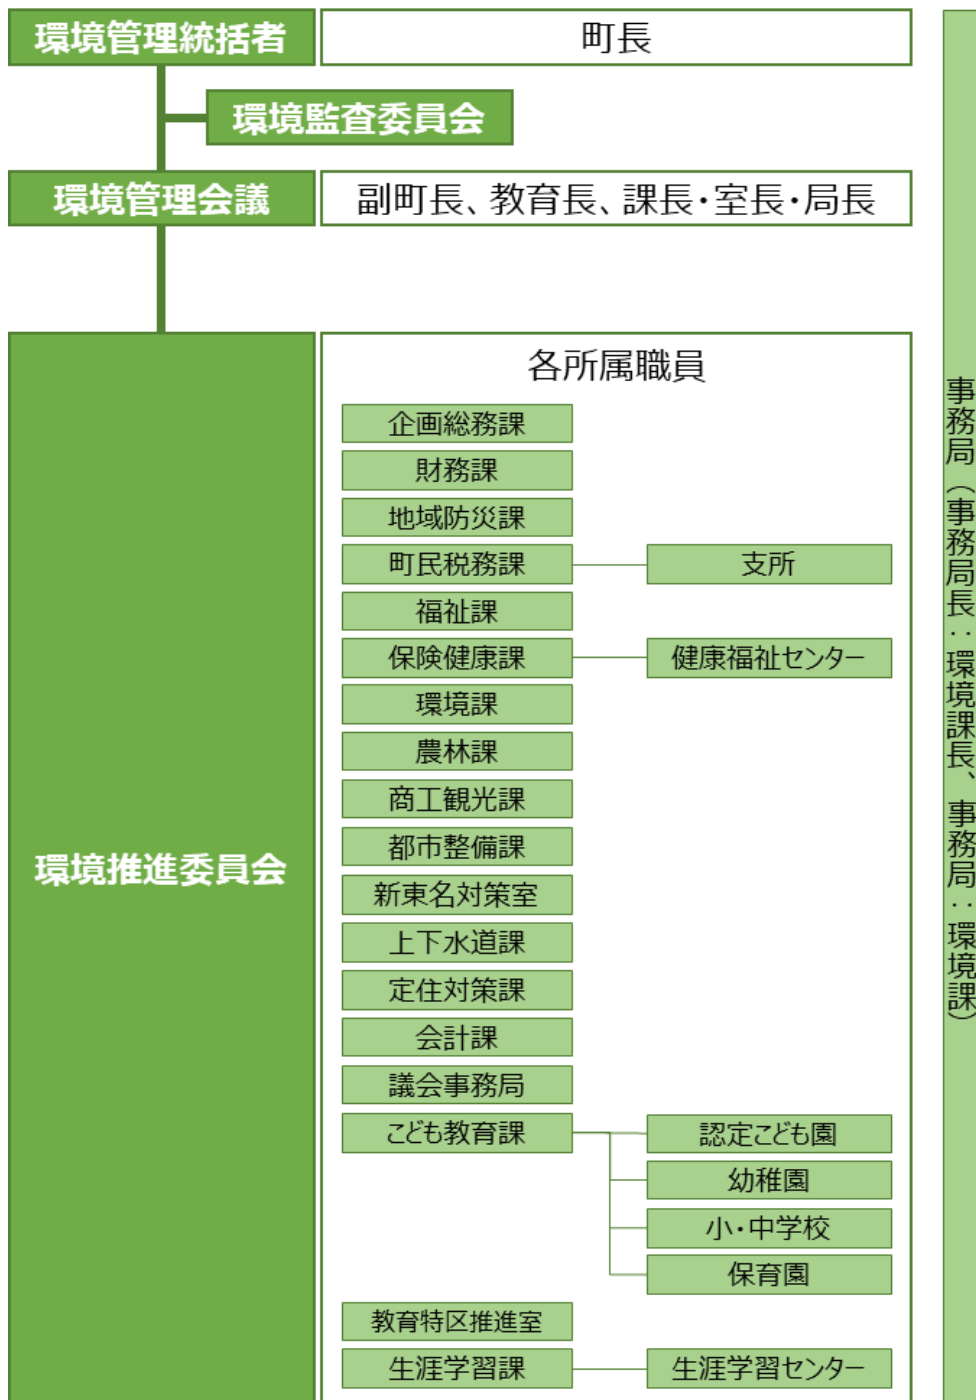 環境管理統括者
町長
環境監査委員会
環境管理会議
副町長、教育長、課長・室長・局長
環境推進委員会
各所属職員
企画総務課
財務課
地域防災課
町民税務課
支所
福祉課
保険健康課
健康福祉センター
環境課
農林課
商工観光課
都市整備課
新東名対策室
上下水道課
定住対策課
会計課
議会事務局
こども教育課
認定こども園
幼稚園
小・中学校
保育園
教育特区推進室
生涯学習課
生涯学習センター
事務局（事務局長：環境課長、事務局：環境課）